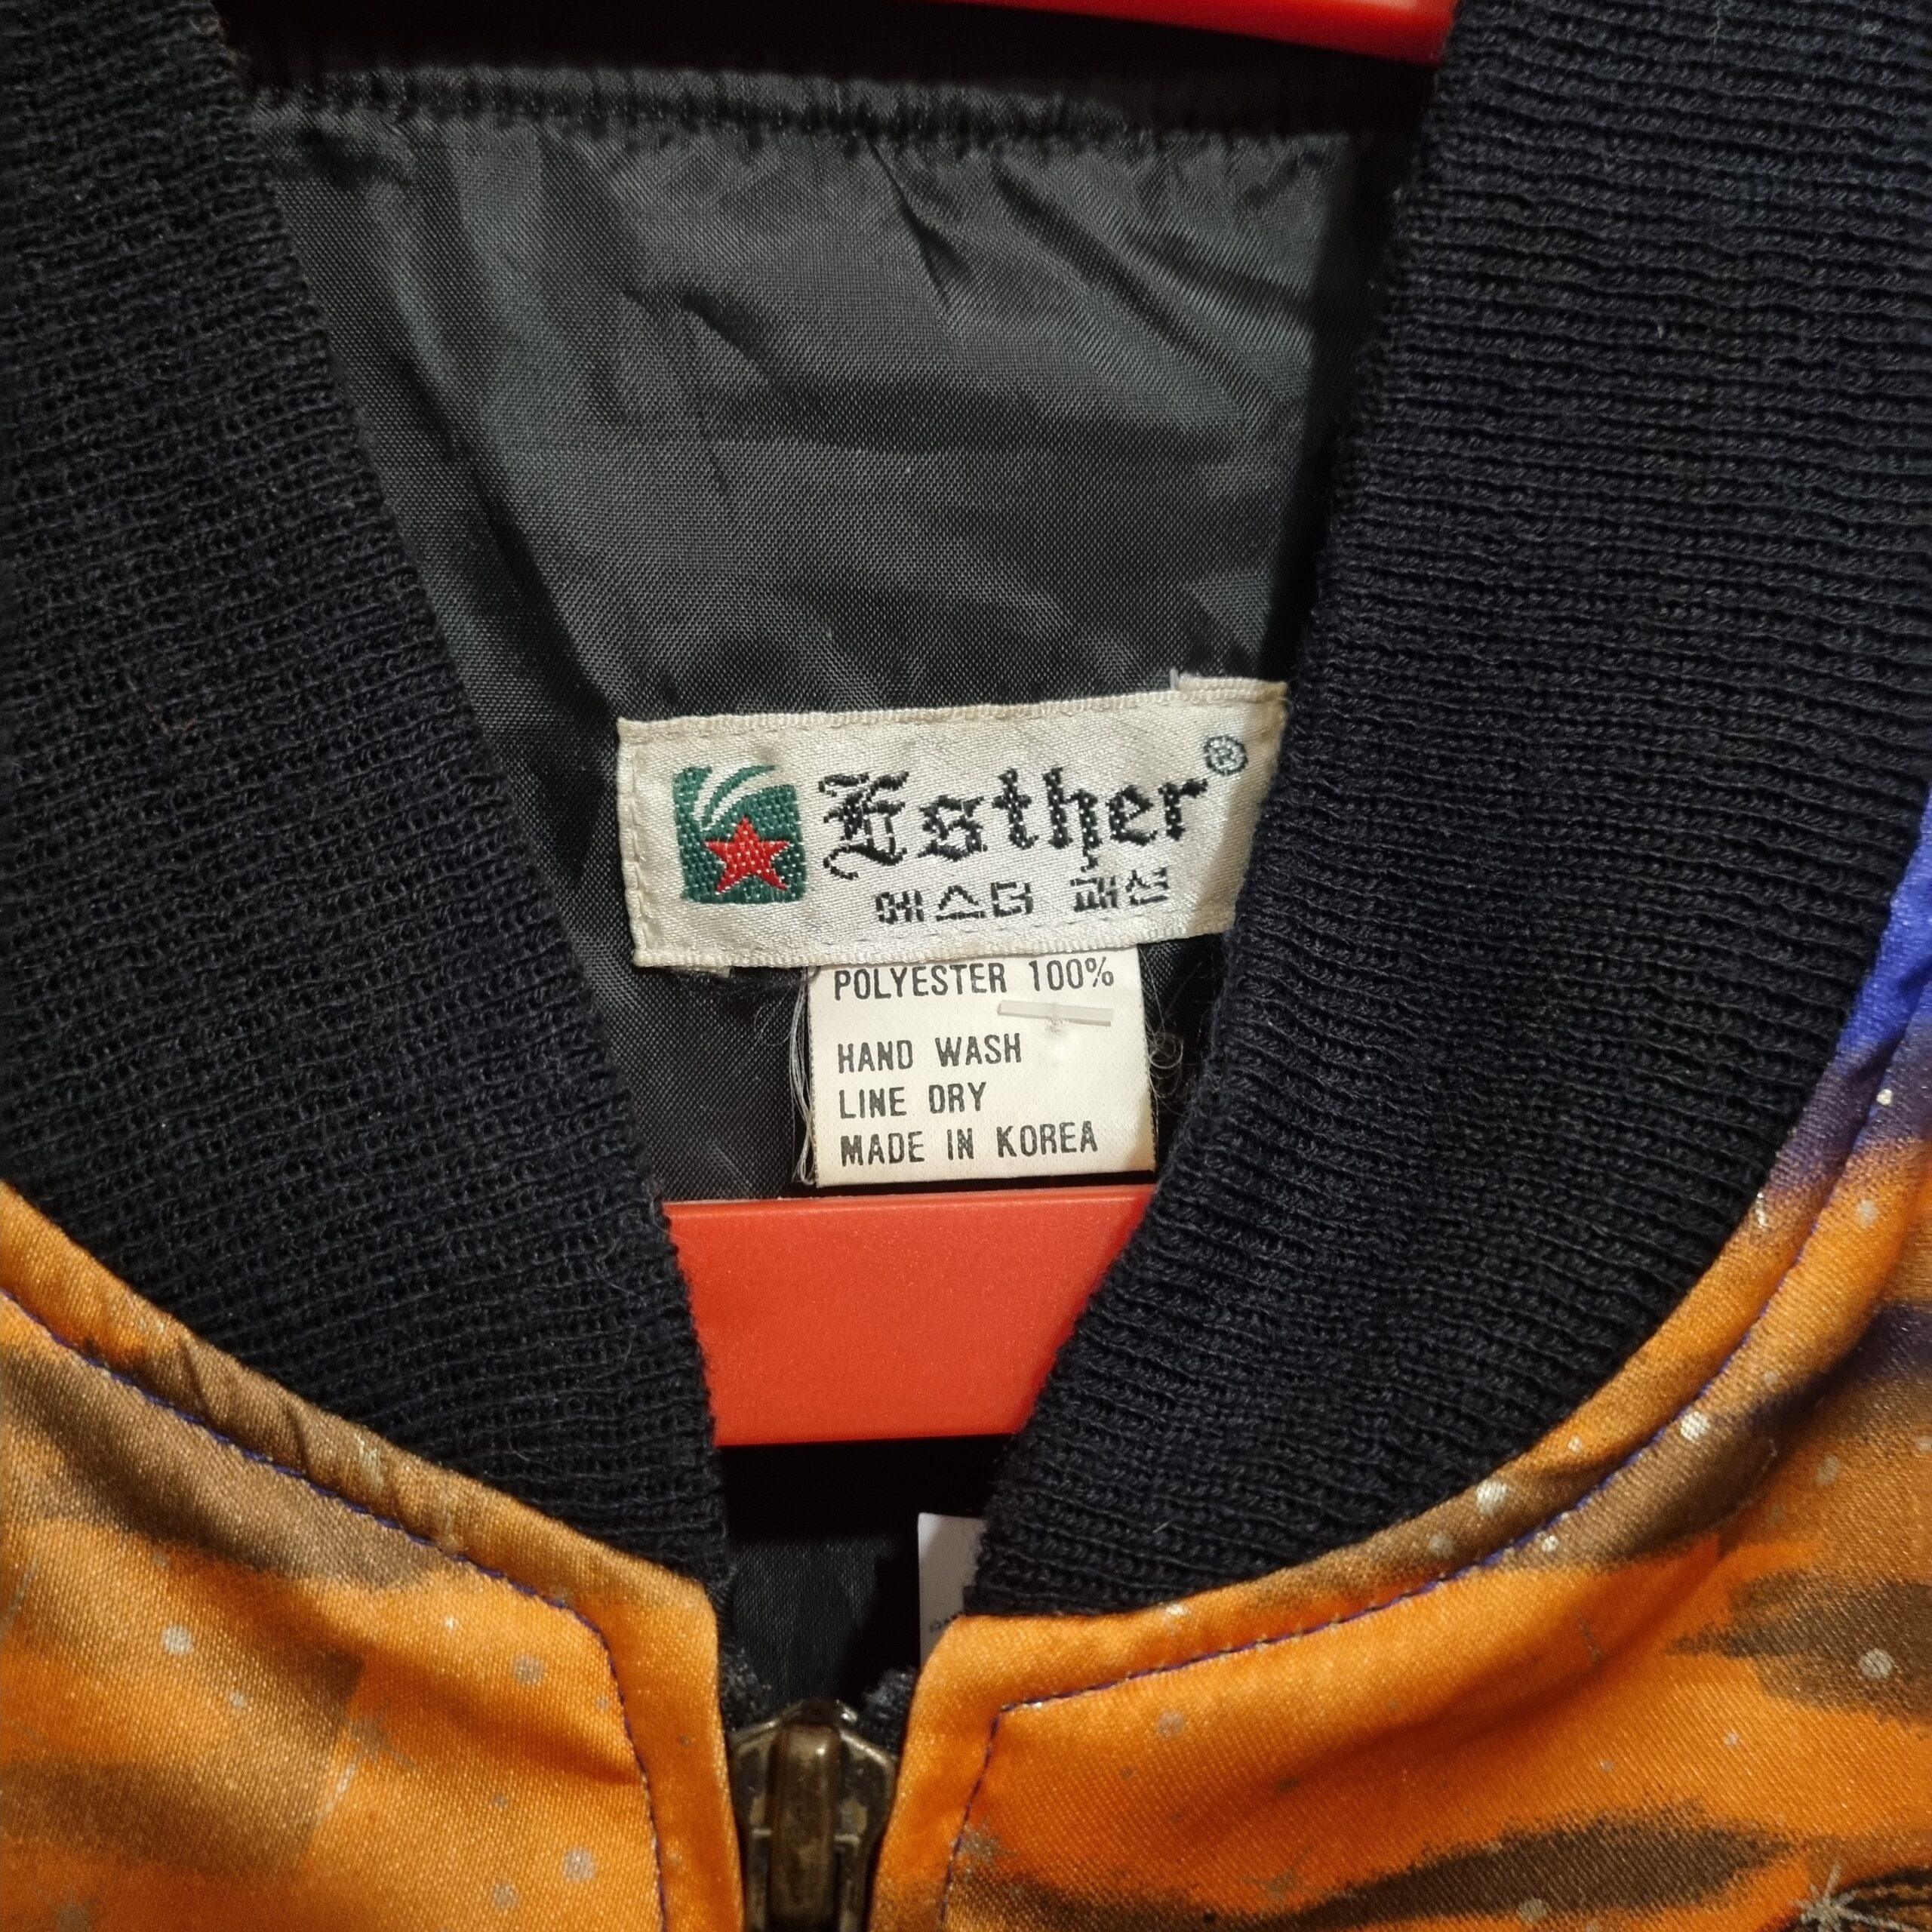 Esther®
에스더 패션
POLYESTER 100%
HAND WASH
LINE DRY
MADE IN KOREA